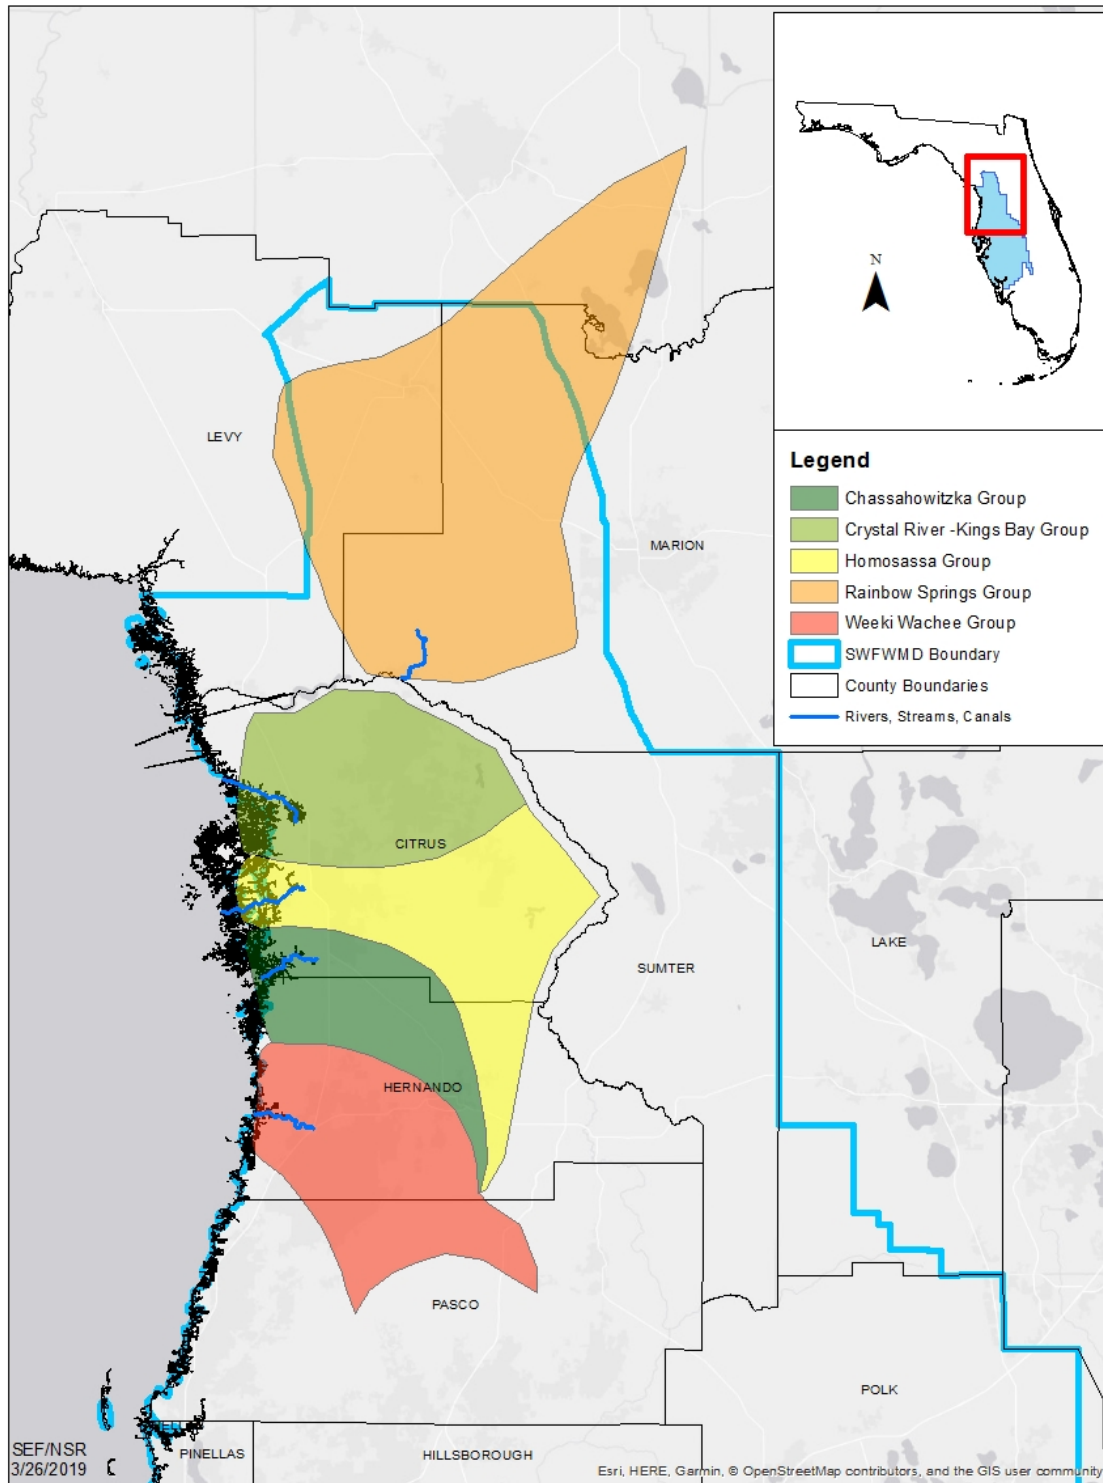 N
Legend
Chassahowitzka Group
Crystal River -Kings Bay Group
Homosassa Group
Rainbow Springs Group
Weeki Wachee Group
SWFWMD Boundary
County Boundaries
Rivers, Streams, Canals
LEVY
MARION
CITRUS
LAKE
SUMTER
HERNANDO
PASCO
POLK
PINELLAS
HILLSBOROUGH
SEF/NSR
3/26/2019
Esri, HERE, Garmin, © OpenStreetMap contributors, and the GIS user community